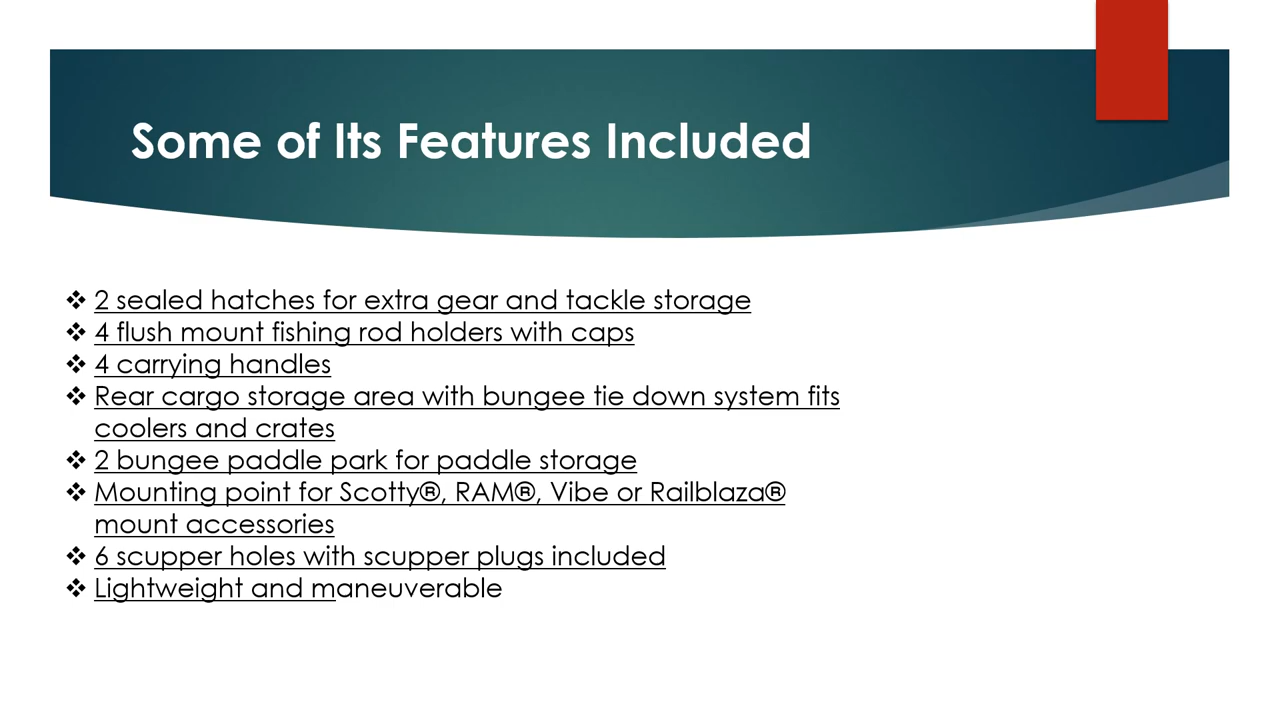 Some of Its Features Included
❖ 2 sealed hatches for extra gear and tackle storage
❖ 4 flush mount fishing rod holders with caps
❖ 4 carrying handles
❖ Rear cargo storage area with bungee tie down system fits
coolers and crates
❖ 2 bungee paddle park for paddle storage
❖ Mounting point for Scotty®, RAM®, Vibe or Railblaza®
mount accessories
❖ 6 scupper holes with scupper plugs included
❖ Lightweight and maneuverable